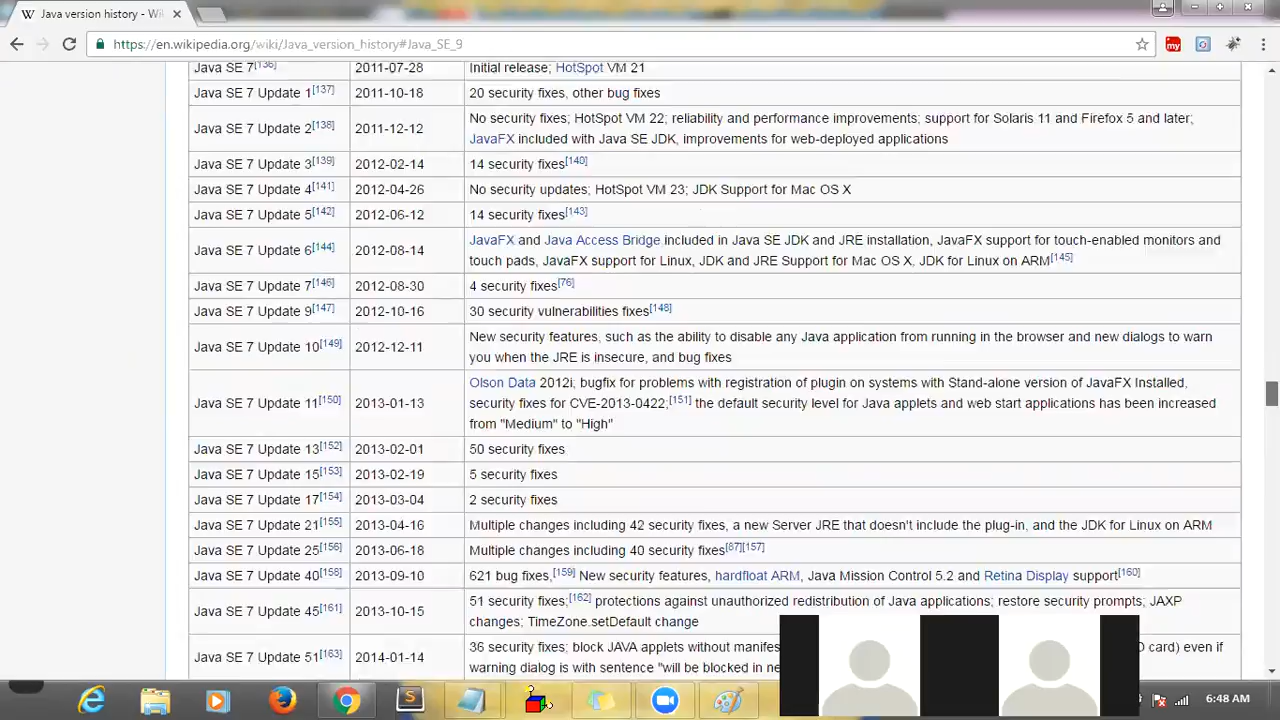 Java version history - Wi
https://en.wikipedia.org/wiki/Java_version_history#Java_SE_9
Java SE 7[136] 2011-07-28 Initial release; HotSpot VM 21
Java SE 7 Update 1[137] 2011-10-18 20 security fixes, other bug fixes
Java SE 7 Update 2[138] 2011-12-12 No security fixes; HotSpot VM 22; reliability and performance improvements; support for Solaris 11 and Firefox 5 and later;
JavaFX included with Java SE JDK, improvements for web-deployed applications
Java SE 7 Update 3[139] 2012-02-14 14 security fixes[140]
Java SE 7 Update 4[141] 2012-04-26 No security updates; HotSpot VM 23; JDK Support for Mac OS X
Java SE 7 Update 5[142] 2012-06-12 14 security fixes[143]
Java SE 7 Update 6[144] 2012-08-14 JavaFX and Java Access Bridge included in Java SE JDK and JRE installation, JavaFX support for touch-enabled monitors and
touch pads, JavaFX support for Linux, JDK and JRE Support for Mac OS X, JDK for Linux on ARM[145]
Java SE 7 Update 7[146] 2012-08-30 4 security fixes[76]
Java SE 7 Update 9[147] 2012-10-16 30 security vulnerabilities fixes[148]
Java SE 7 Update 10[149] 2012-12-11 New security features, such as the ability to disable any Java application from running in the browser and new dialogs to warn
you when the JRE is insecure, and bug fixes
Java SE 7 Update 11[150] 2013-01-13 Olson Data 2012i; bugfix for problems with registration of plugin on systems with Stand-alone version of JavaFX Installed,
security fixes for CVE-2013-0422;[151] the default security level for Java applets and web start applications has been increased
from "Medium" to "High"
Java SE 7 Update 13[152] 2013-02-01 50 security fixes
Java SE 7 Update 15[153] 2013-02-19 5 security fixes
Java SE 7 Update 17[154] 2013-03-04 2 security fixes
Java SE 7 Update 21[155] 2013-04-16 Multiple changes including 42 security fixes, a new Server JRE that doesn't include the plug-in, and the JDK for Linux on ARM
Java SE 7 Update 25[156] 2013-06-18 Multiple changes including 40 security fixes[87][157]
Java SE 7 Update 40[158] 2013-09-10 621 bug fixes,[159] New security features, hardfloat ARM, Java Mission Control 5.2 and Retina Display support[160]
Java SE 7 Update 45[161] 2013-10-15 51 security fixes;[162] protections against unauthorized redistribution of Java applications; restore security prompts; JAXP
changes; TimeZone.setDefault change
Java SE 7 Update 51[163] 2014-01-14 36 security fixes; block JAVA applets without manifes card) even if
warning dialog is with sentence "will be blocked in ne
my
S
6:48 AM